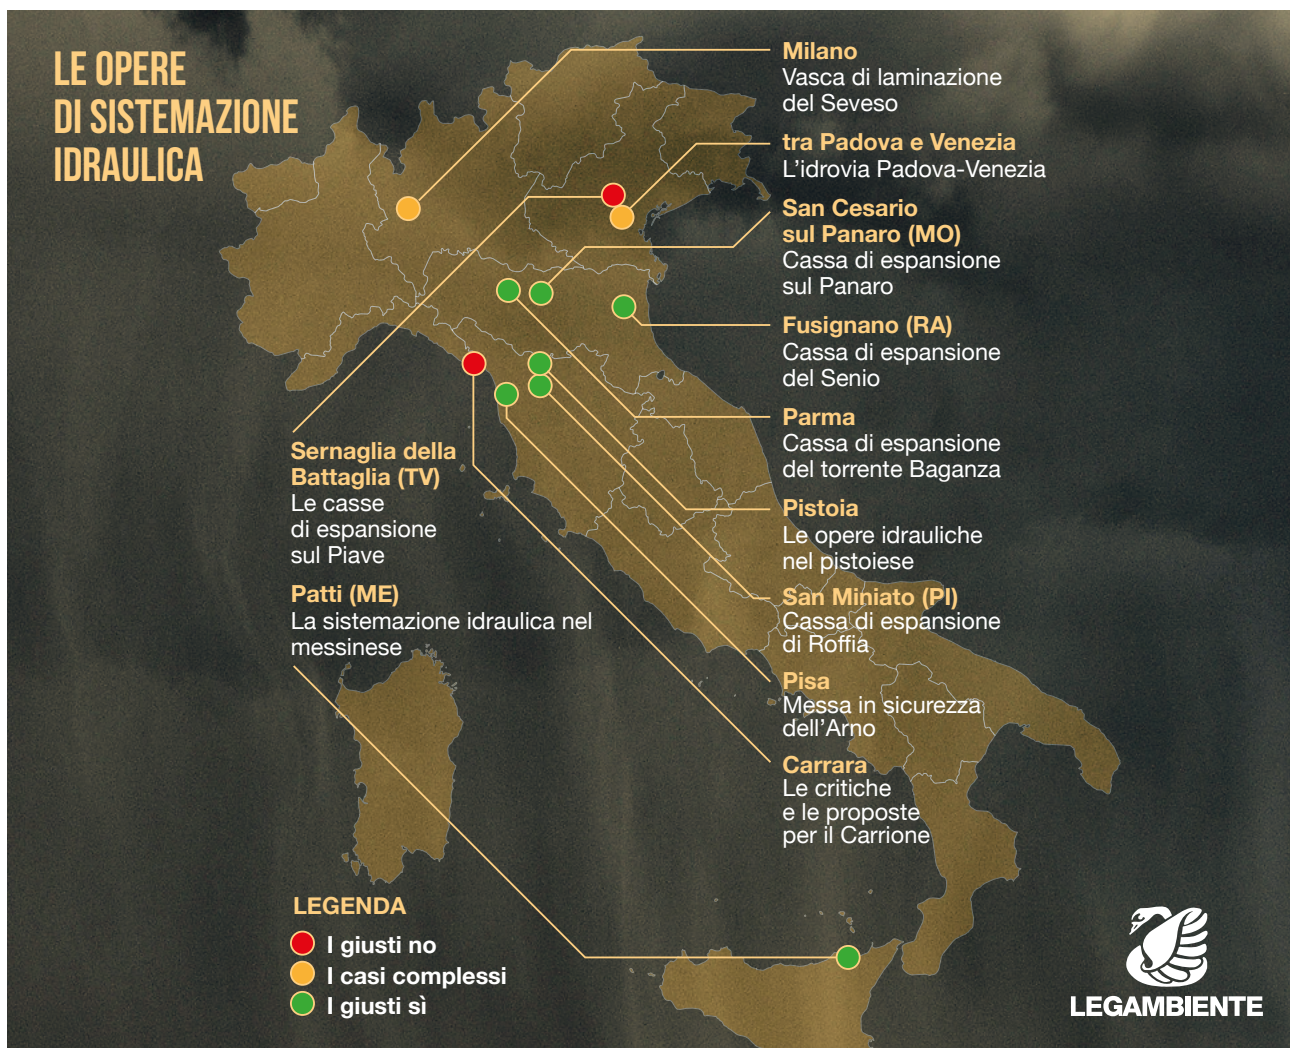 LE OPERE
DI SISTEMAZIONE
IDRAULICA
Milano
Vasca di laminazione
del Seveso
tra Padova e Venezia
L'idrovia Padova-Venezia
San Cesario
sul Panaro (MO)
Cassa di espansione
sul Panaro
Fusignano (RA)
Cassa di espansione
del Senio
Parma
Cassa di espansione
del torrente Baganza
Pistoia
Le opere idrauliche
nel pistoiese
San Miniato (PI)
Cassa di espansione
di Roffia
Pisa
Messa in sicurezza
dell'Arno
Carrara
Le critiche
e le proposte
per il Carrione
Sernaglia della
Battaglia (TV)
Le casse
di espansione
sul Piave
Patti (ME)
La sistemazione idraulica nel
messinese
LEGENDA
I giusti no
I casi complessi
I giusti sì
LEGAMBIENTE